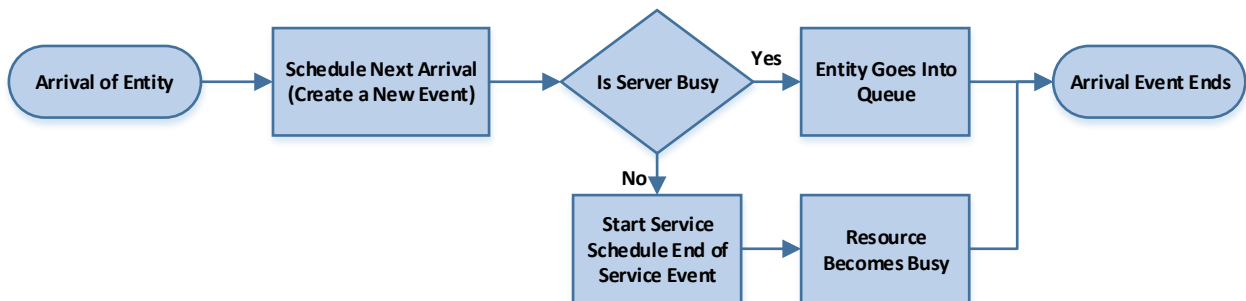 Arrival of Entity
Schedule Next Arrival
(Create a New Event)
Is Server Busy
Yes
Entity Goes Into
Queue
Arrival Event Ends
No
Start Service
Schedule End of
Service Event
Resource
Becomes Busy